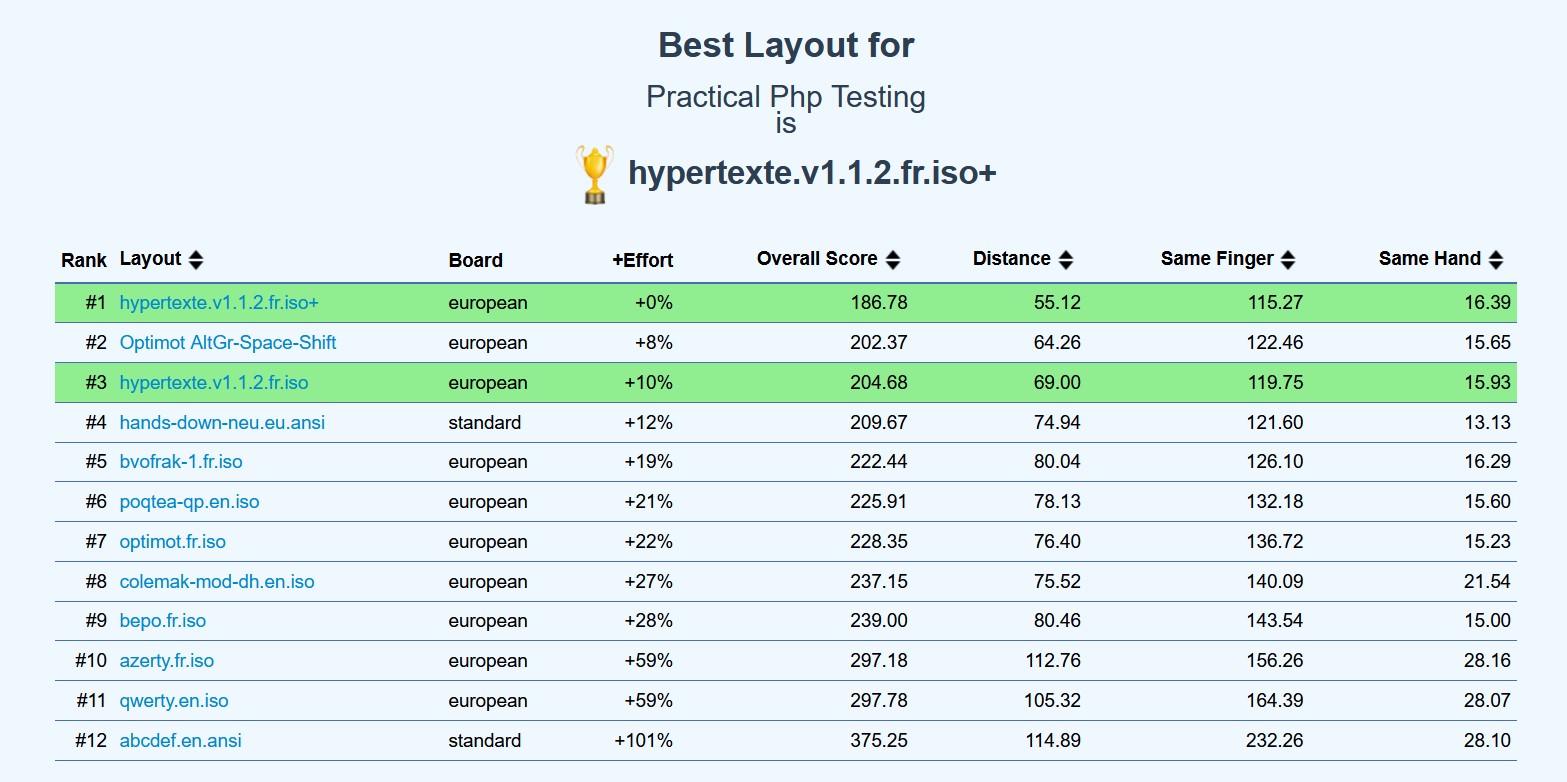 Best Layout for
Practical Php Testing
is
hypertexte.v1.1.2.fr.iso+
Rank Layout Board +Effort Overall Score Distance Same Finger Same Hand
#1 hypertexte.v1.1.2.fr.iso+ european +0% 186.78 55.12 115.27 16.39
#2 Optimot AltGr-Space-Shift european +8% 202.37 64.26 122.46 15.65
#3 hypertexte.v1.1.2.fr.iso european +10% 204.68 69.00 119.75 15.93
#4 hands-down-neu.eu.ansi standard +12% 209.67 74.94 121.60 13.13
#5 bvofrak-1.fr.iso european +19% 222.44 80.04 126.10 16.29
#6 poqtea-qp.en.iso european +21% 225.91 78.13 132.18 15.60
#7 optimot.fr.iso european +22% 228.35 76.40 136.72 15.23
#8 colemak-mod-dh.en.iso european +27% 237.15 75.52 140.09 21.54
#9 bepo.fr.iso european +28% 239.00 80.46 143.54 15.00
#10 azerty.fr.iso european +59% 297.18 112.76 156.26 28.16
#11 qwerty.en.iso european +59% 297.78 105.32 164.39 28.07
#12 abcdef.en.ansi standard +101% 375.25 114.89 232.26 28.10